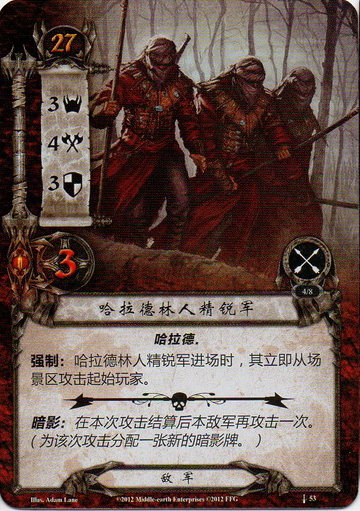 27
3
4
3
3
4/8
哈拉德林人精锐军
哈拉德.
强制：哈拉德林人精锐军进场时，其立即从场
景区攻击起始玩家。
暗影：在本次攻击结算后本敌军再攻击一次。
（为该次攻击分配一张新的暗影牌。）
敌军
Illus. Adam Lane
©2012 Middle-earth Enterprises ©2012 FFG
53